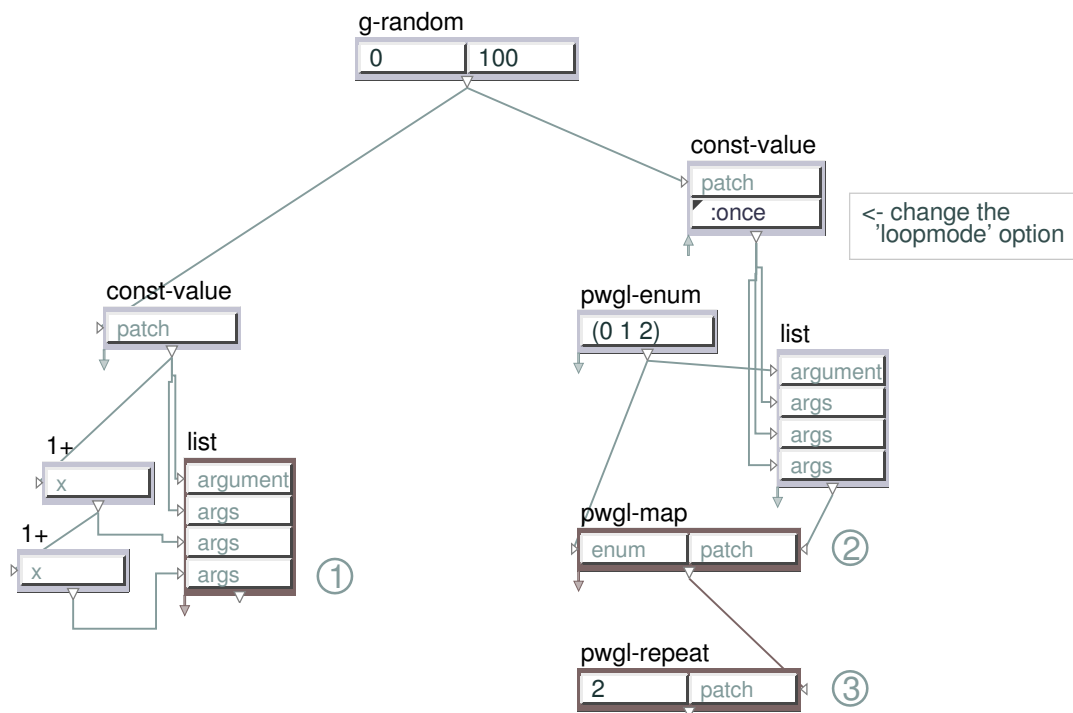 g-random
0 100
const-value
patch
:once
<- change the
'loopmode' option
const-value
patch
pwgl-enum
(0 1 2)
list
argument
args
args
args
1+
x
list
argument
args
args
args
1+
x
1
pwgl-map
enum patch
2
pwgl-repeat
2 patch
3